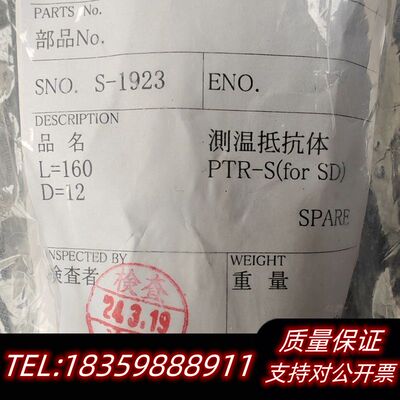 PARTS No.
部品No.
SNO. S-1923 ENO.
DESCRIPTION
品 名 測温抵抗体
L=160 PTR-S(for SD)
D=12
SPARE
INSPECTED BY WEIGHT
検査者 重 量
検査
24.3.19
质量保证
TEL:18359888911 支持对公开票